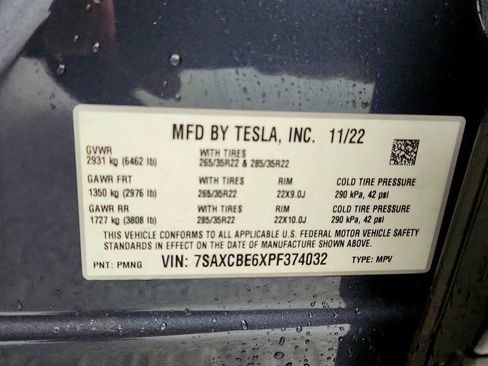 MFD BY TESLA, INC. 11/22
GVWR WITH TIRES
2931 kg (6462 lb) 265/35R22 & 285/35R22
GAWR FRT WITH TIRES RIM COLD TIRE PRESSURE
1350 kg (2976 lb) 265/35R22 22X9.0J 290 kPa, 42 psi
GAWR RR WITH TIRES RIM COLD TIRE PRESSURE
1727 kg (3808 lb) 285/35R22 22X10.0J 290 kPa, 42 psi
THIS VEHICLE CONFORMS TO ALL APPLICABLE U.S. FEDERAL MOTOR VEHICLE SAFETY
STANDARDS IN EFFECT ON THE DATE OF MANUFACTURE SHOWN ABOVE.
PNT: PMNG VIN: 7SAXCBE6XPF374032 TYPE: MPV